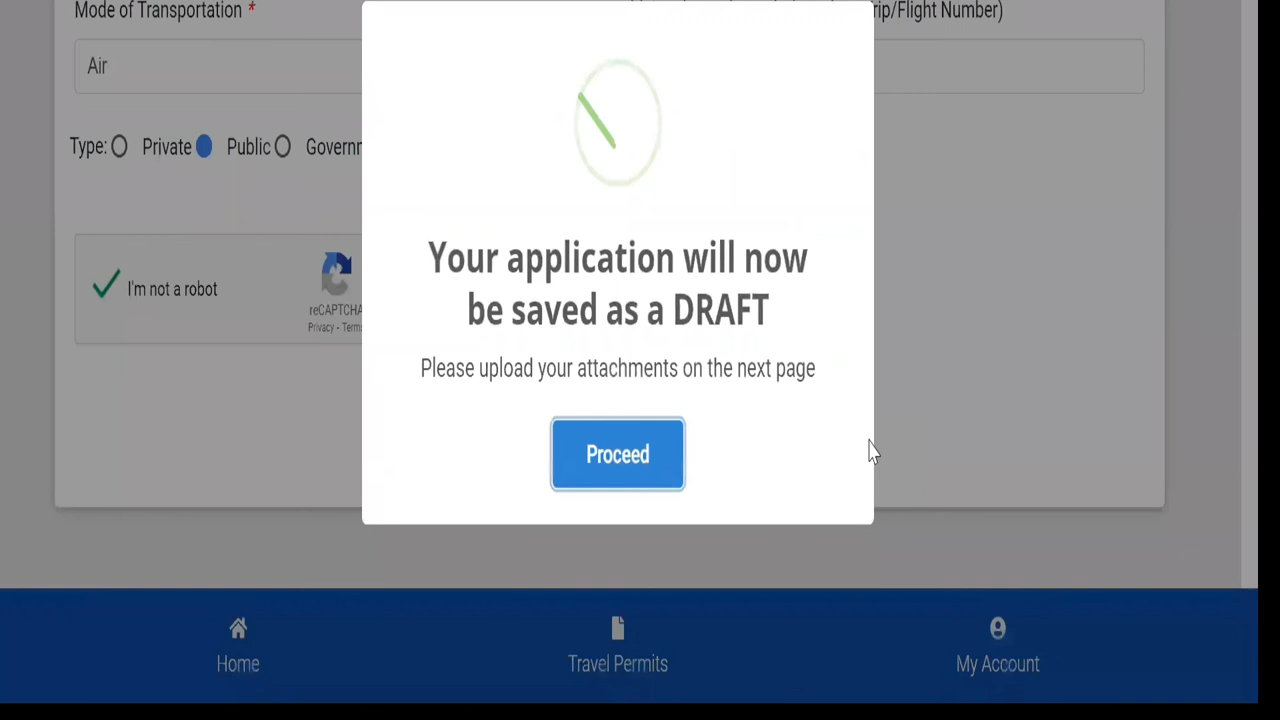 Mode of Transportation *
rip/Flight Number)
Air
Type: Private Public Governm
I'm not a robot
reCAPTCHA
Privacy - Terms
Your application will now
be saved as a DRAFT
Please upload your attachments on the next page
Proceed
Home
Travel Permits
My Account